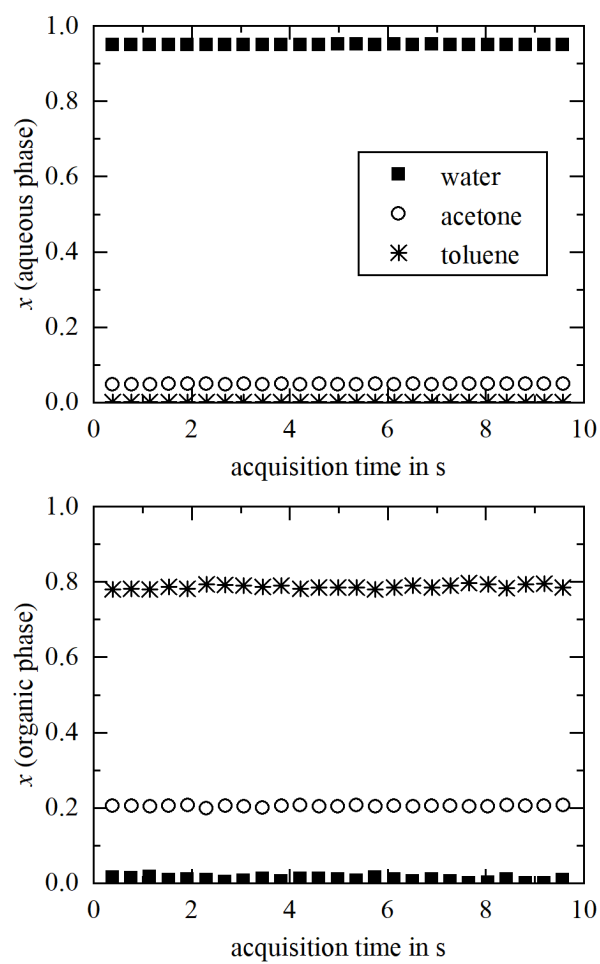 1.0
0.8
0.6
0.4
0.2
0.0
x (aqueous phase)
water
acetone
toluene
0 2 4 6 8 10
acquisition time in s
1.0
0.8
0.6
0.4
0.2
0.0
x (organic phase)
0 2 4 6 8 10
acquisition time in s